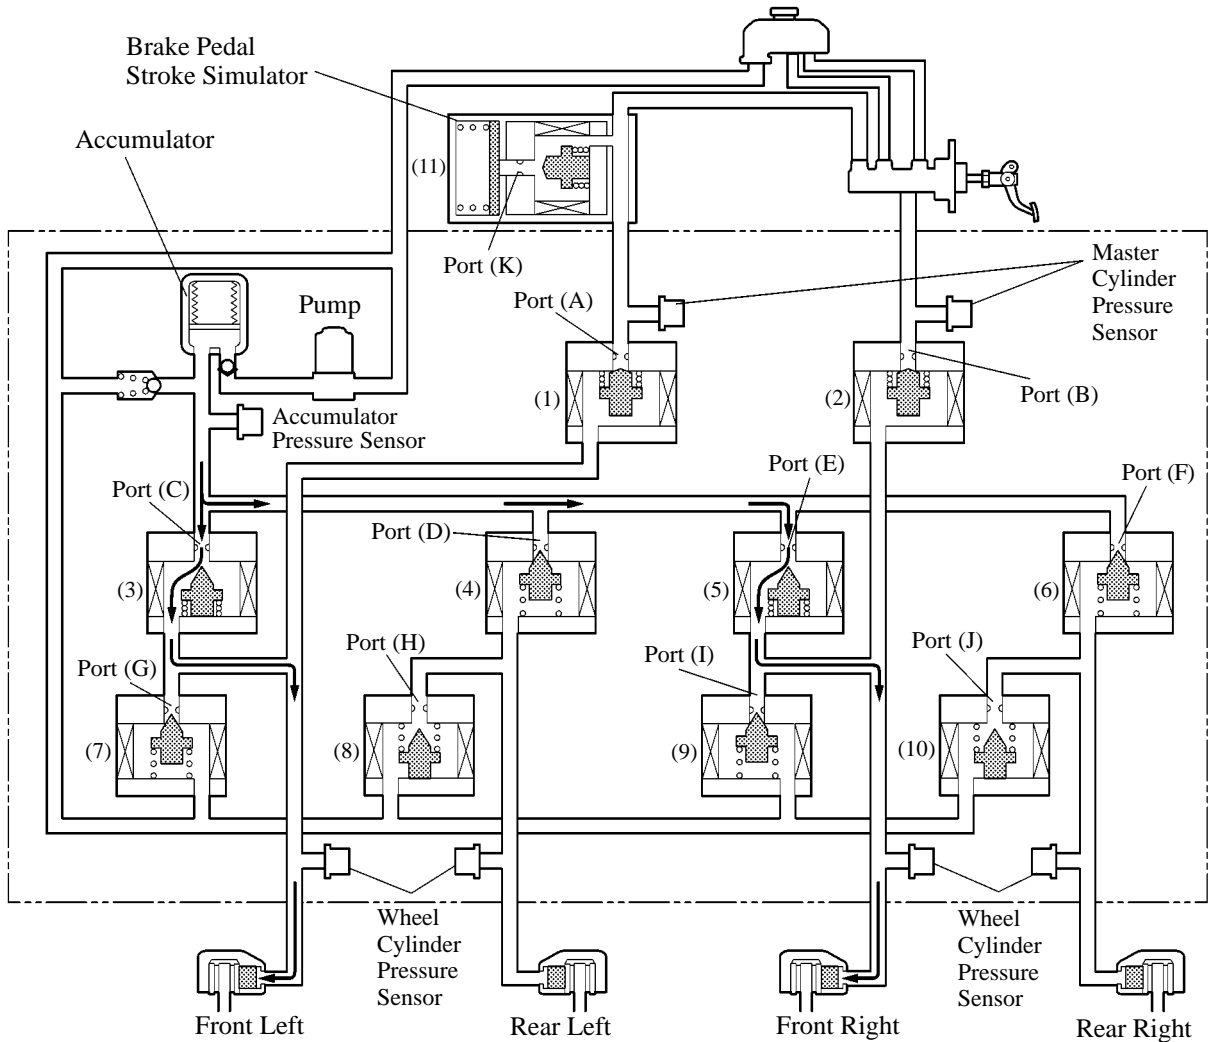 Brake Pedal
Stroke Simulator
Accumulator
(11)
Port (K)
Master
Cylinder
Pressure
Sensor
Port (A)
Pump
(1)
(2)
Port (B)
Accumulator
Pressure Sensor
Port (C)
Port (D)
Port (E)
Port (F)
(3)
(4)
(5)
(6)
Port (G)
Port (H)
Port (I)
Port (J)
(7)
(8)
(9)
(10)
Wheel
Cylinder
Pressure
Sensor
Wheel
Cylinder
Pressure
Sensor
Front Left
Rear Left
Front Right
Rear Right